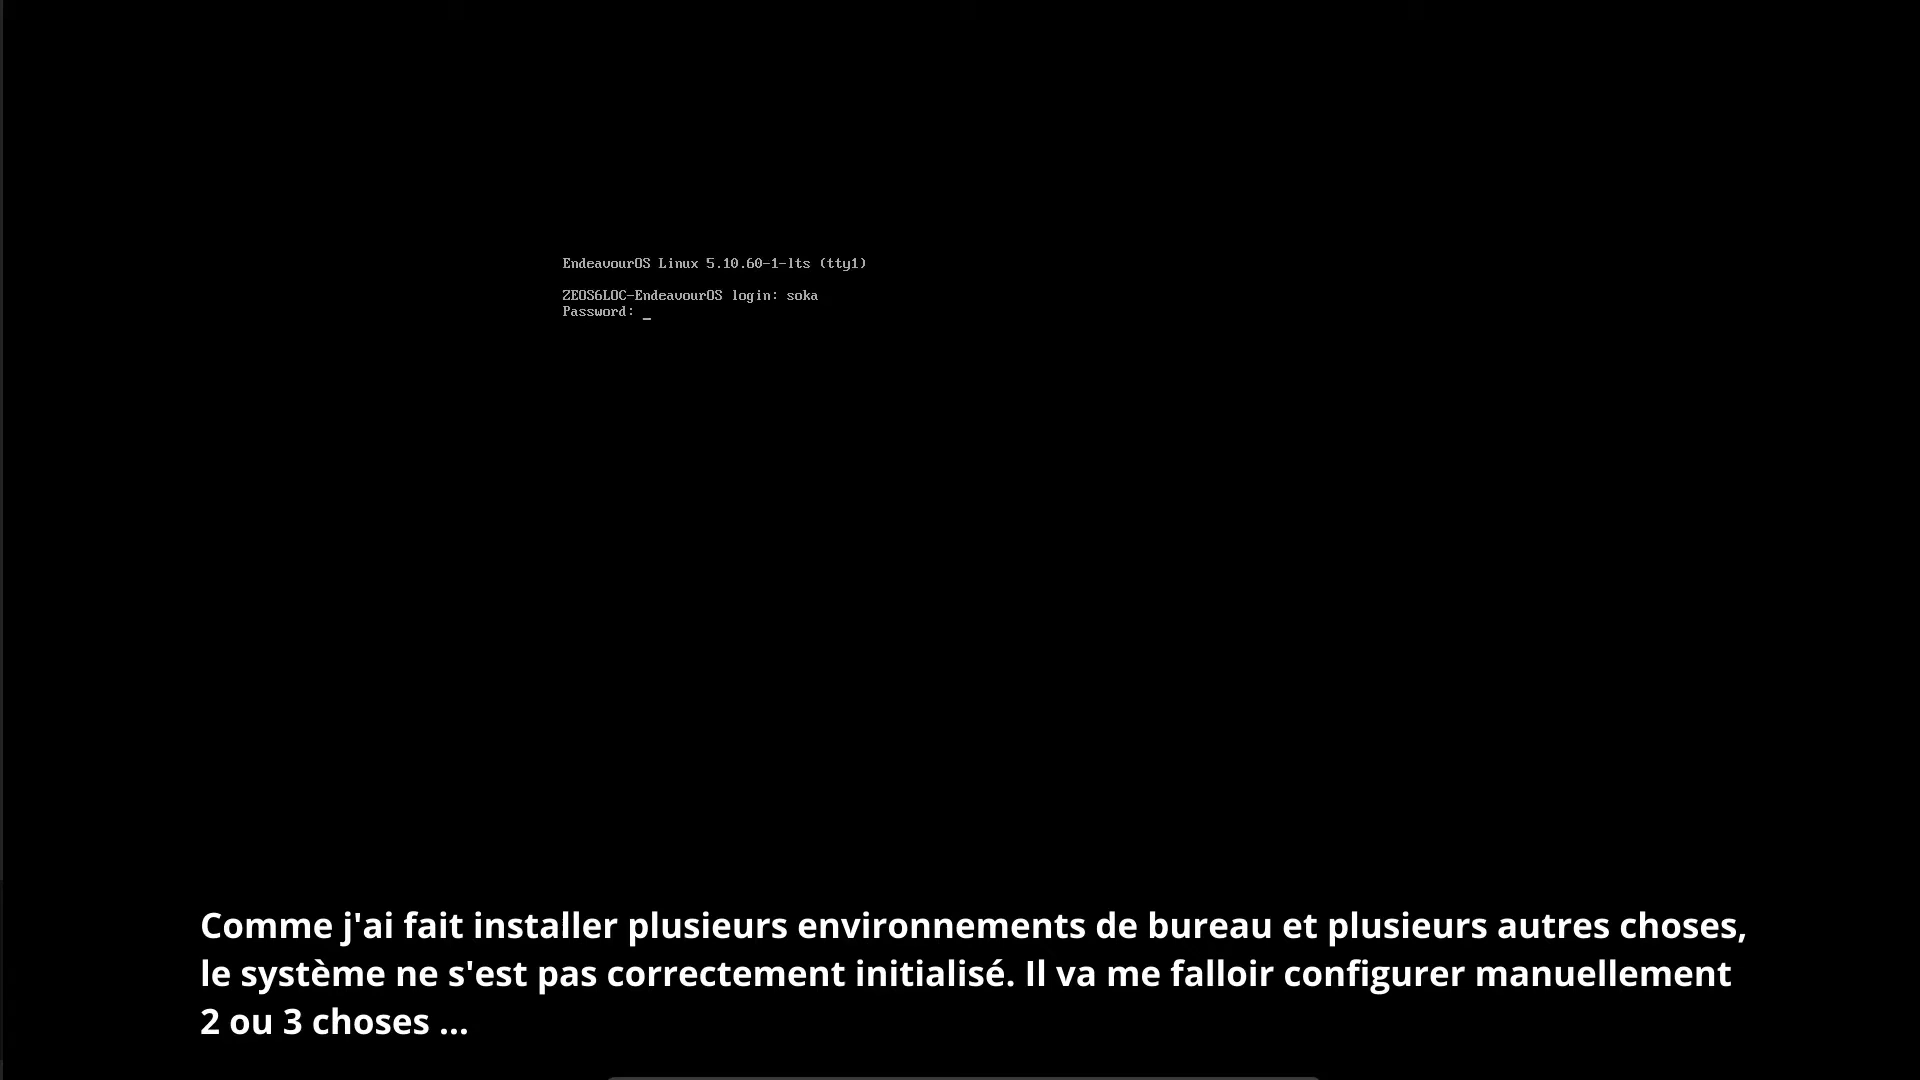 EndeavourOS Linux 5.10.60-1-lts (tty1)
ZEOS6LOC-EndeavourOS login: soka
Password: _
Comme j'ai fait installer plusieurs environnements de bureau et plusieurs autres choses,
le système ne s'est pas correctement initialisé. Il va me falloir configurer manuellement
2 ou 3 choses ...